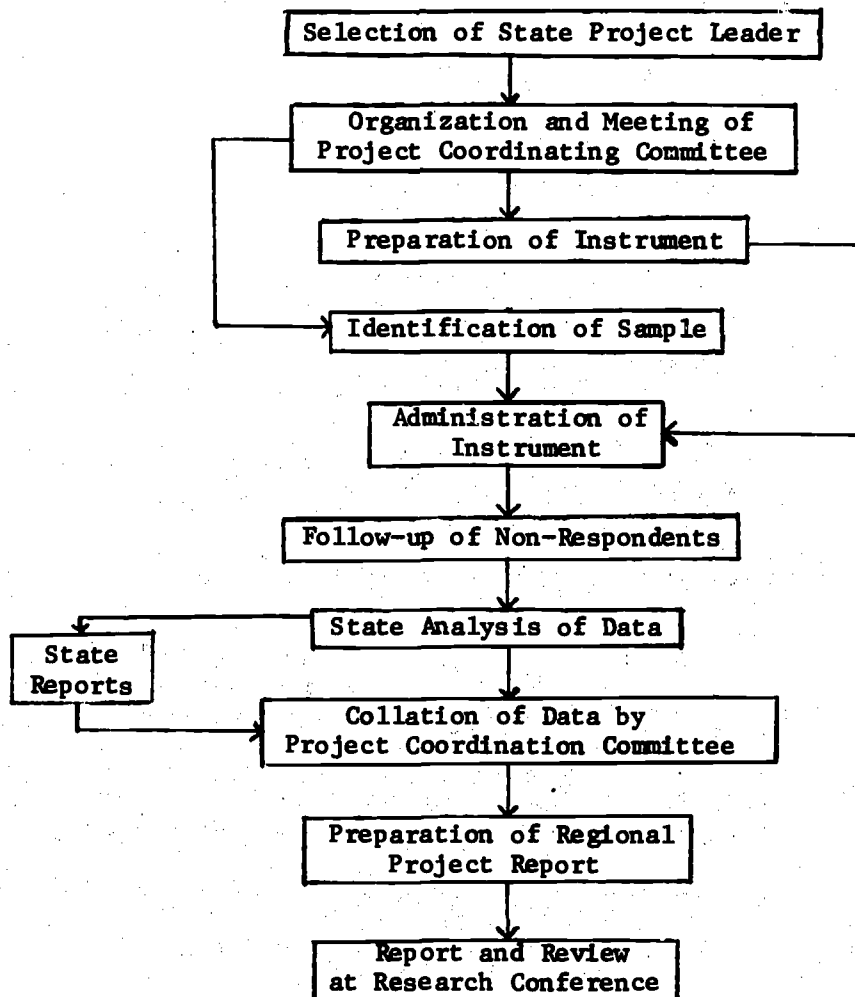 Selection of State Project Leader
Organization and Meeting of
Project Coordinating Committee
Preparation of Instrument
Identification of Sample
Administration of
Instrument
Follow-up of Non-Respondents
State Analysis of Data
State
Reports
Collation of Data by
Project Coordination Committee
Preparation of Regional
Project Report
Report and Review
at Research Conference